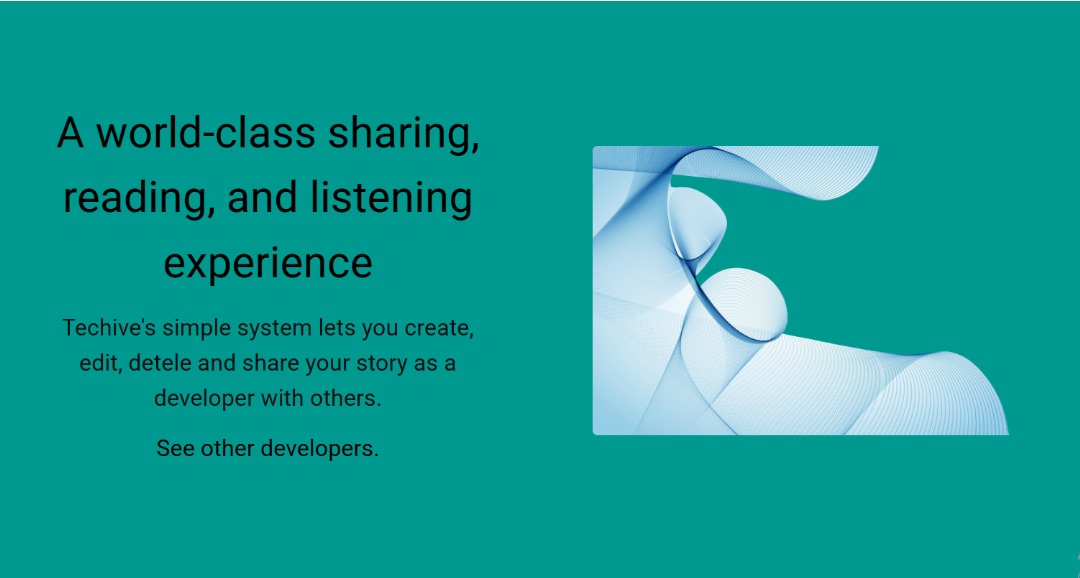 A world-class sharing,
reading, and listening
experience
Techive's simple system lets you create,
edit, detele and share your story as a
developer with others.
See other developers.